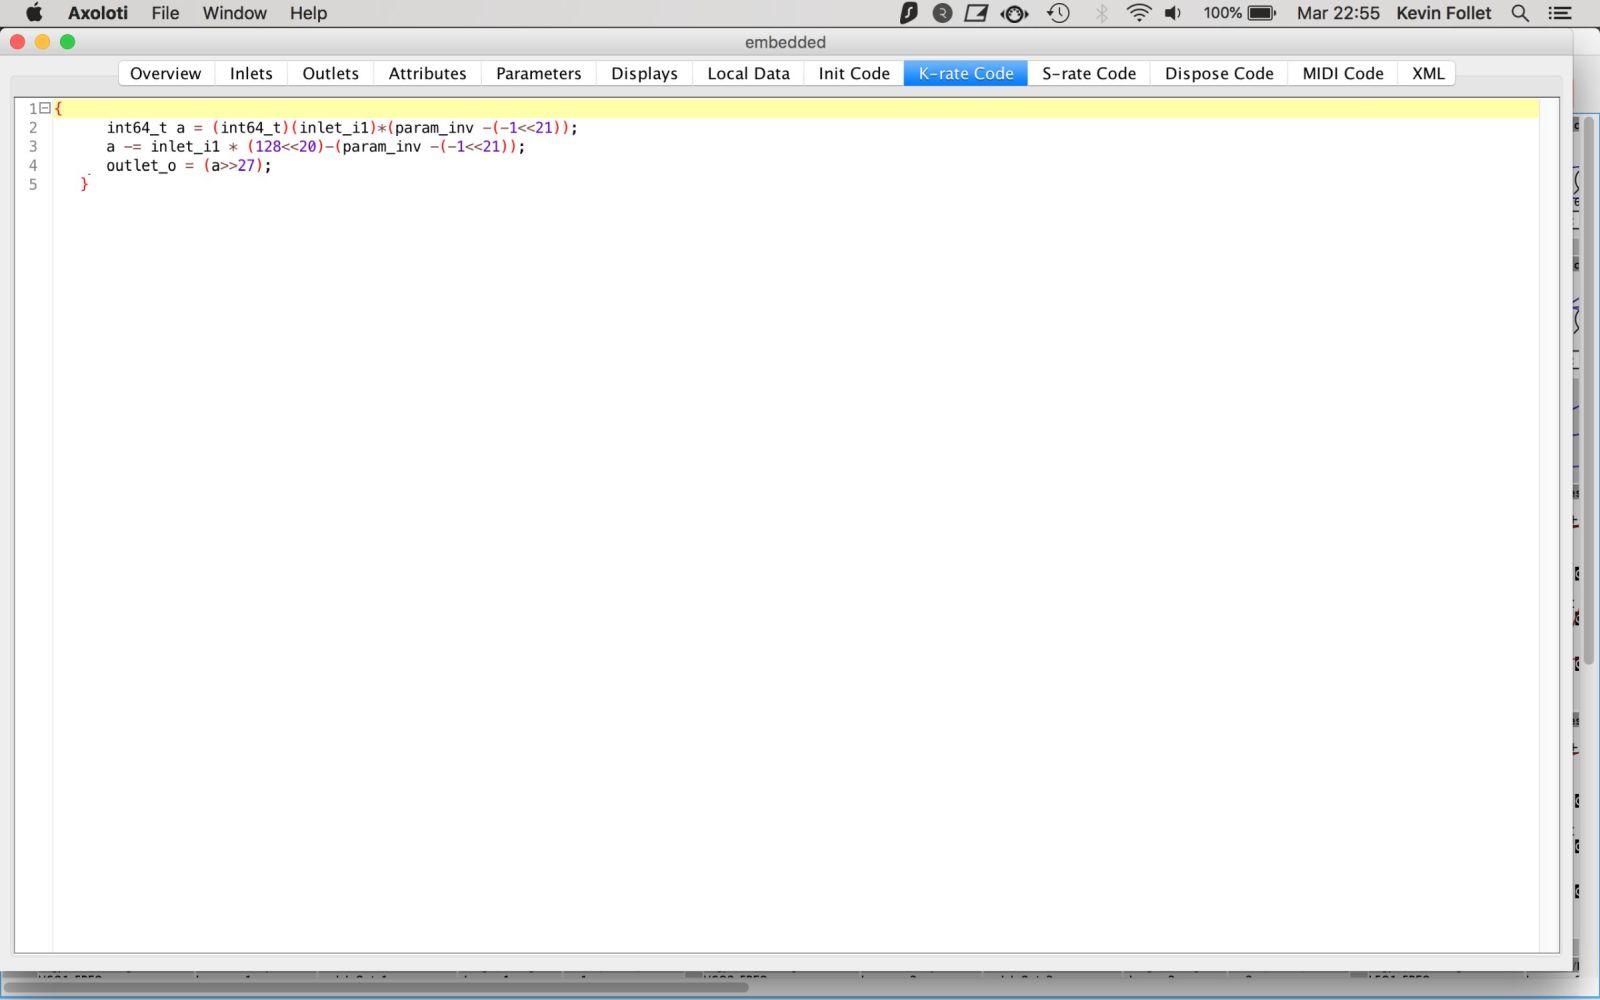 Axoloti File Window Help 100% Mar 22:55 Kevin Follet
embedded
Overview Inlets Outlets Attributes Parameters Displays Local Data Init Code K-rate Code S-rate Code Dispose Code MIDI Code XML
1 {
2 int64_t a = (int64_t)(inlet_i1)*(param_inv -(-1<<21));
3 a -= inlet_i1 * (128<<20)-(param_inv -(-1<<21));
4 outlet_o = (a>>27);
5 }